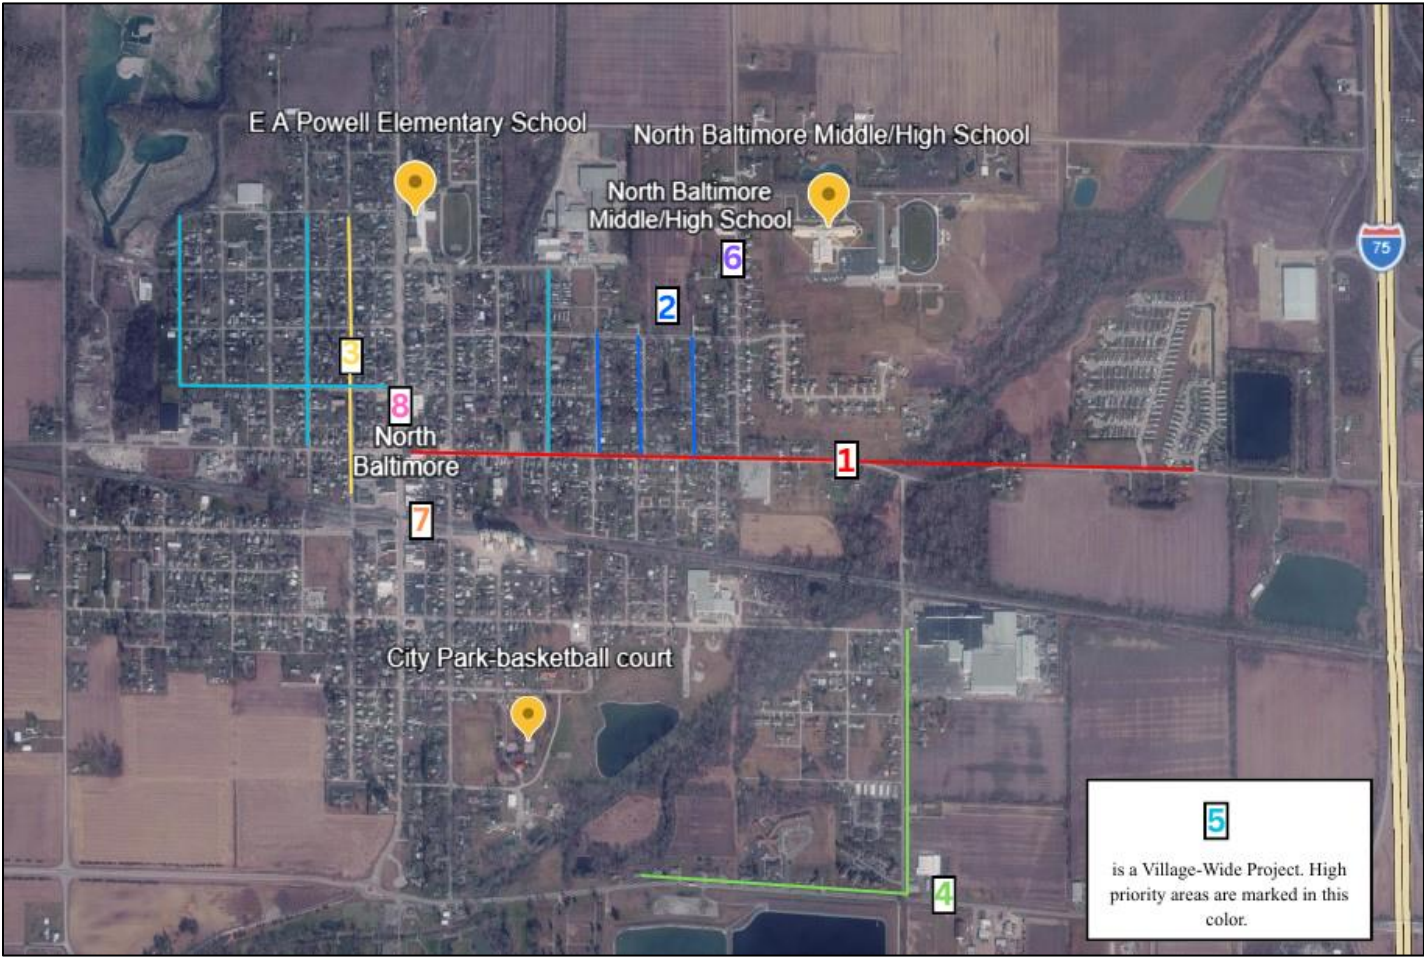 E A Powell Elementary School
North Baltimore Middle/High School
North Baltimore
Middle/High School
6
75
2
3
8
North
Baltimore
1
7
City Park-basketball court
5
is a Village-Wide Project. High
priority areas are marked in this
color.
4